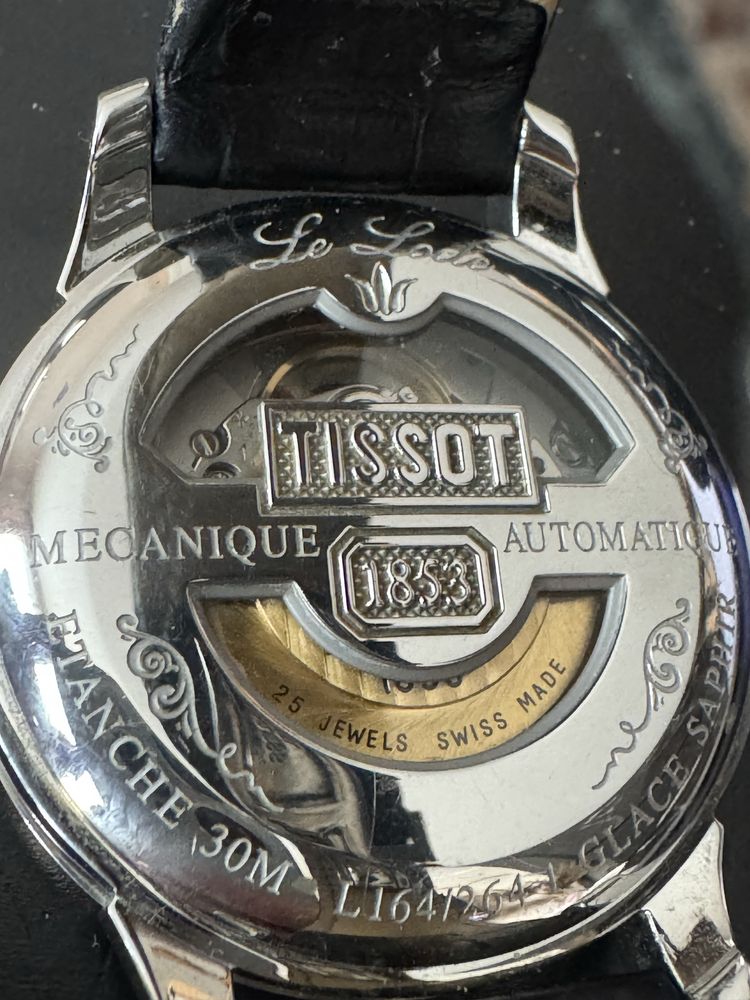 Le Locle
TISSOT
MECANIQUE
AUTOMATIQUE
1853
25 JEWELS SWISS MADE
ETANCHE 30M
L164/264-1
GLACE SAPHIR